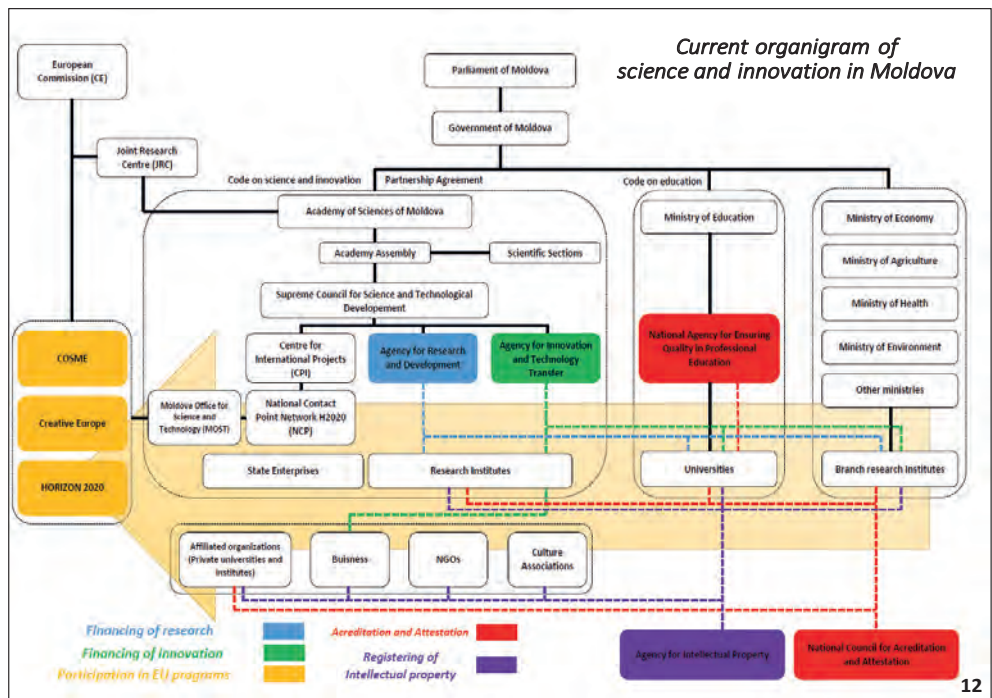 Current organigram of
science and innovation in Moldova
European
Commission (CE)
Parliament of Moldova
Government of Moldova
Joint Research
Centre (JRC)
Code on science and innovation
Partnership Agreement
Code on education
Academy of Sciences of Moldova
Ministry of Education
Ministry of Economy
Academy Assembly
Scientific Sections
Ministry of Agriculture
Supreme Council for Science and Technological
Developement
Ministry of Health
COSME
Centre for
International Projects
(CPI)
Agency for Research
and Development
Agency for Innovation
and Technology
Transfer
National Agency for Ensuring
Quality in Professional
Education
Ministry of Environment
Other ministries
Creative Europe
Moldove Office for
Science and
Technology (MOST)
National Contact
Point Network H2020
(NCP)
HORIZON 2020
State Enterprises
Research Institutes
Universities
Branch research Institutes
Affiliated organizations
(Private universities and
institutes)
Buisness
NGOs
Culture
Associations
Financing of research
Financing of innovation
Participation in EU programs
Acreditation and Attestation
Registering of
Intellectual property
Agency for Intellectual Property
National Council for Acreditation
and Attestation
12